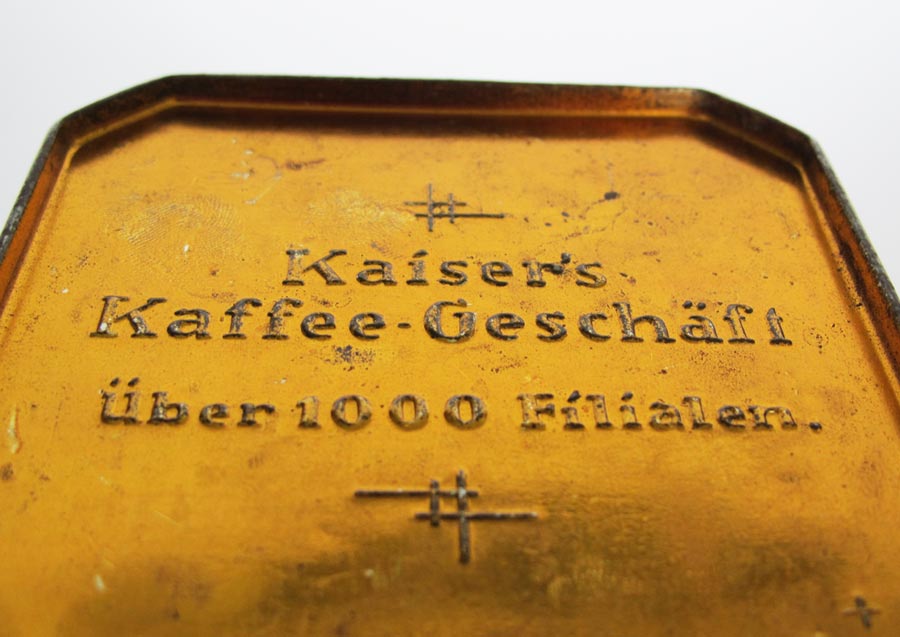 Kaiser's
Kaffee-Geschäft
über 1000 Filialen.